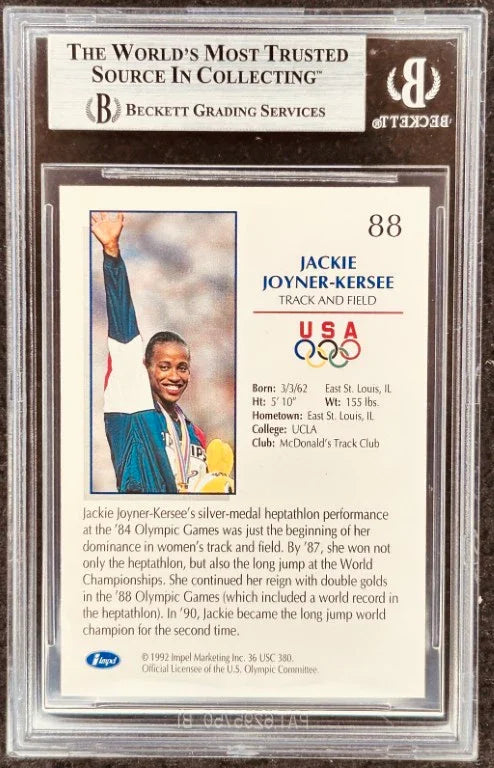 THE WORLD'S MOST TRUSTED
SOURCE IN COLLECTING™
B BECKETT GRADING SERVICES
B
BECKETT®
88
JACKIE
JOYNER-KERSEE
TRACK AND FIELD
USA
Born: 3/3/62 East St. Louis, IL
Ht: 5' 10" Wt: 155 lbs.
Hometown: East St. Louis, IL
College: UCLA
Club: McDonald's Track Club
Jackie Joyner-Kersee's silver-medal heptathlon performance
at the '84 Olympic Games was just the beginning of her
dominance in women's track and field. By '87, she won not
only the heptathlon, but also the long jump at the World
Championships. She continued her reign with double golds
in the '88 Olympic Games (which included a world record in
the heptathlon). In '90, Jackie became the long jump world
champion for the second time.
impel
© 1992 Impel Marketing Inc. 36 USC 380.
Official Licensee of the U.S. Olympic Committee.